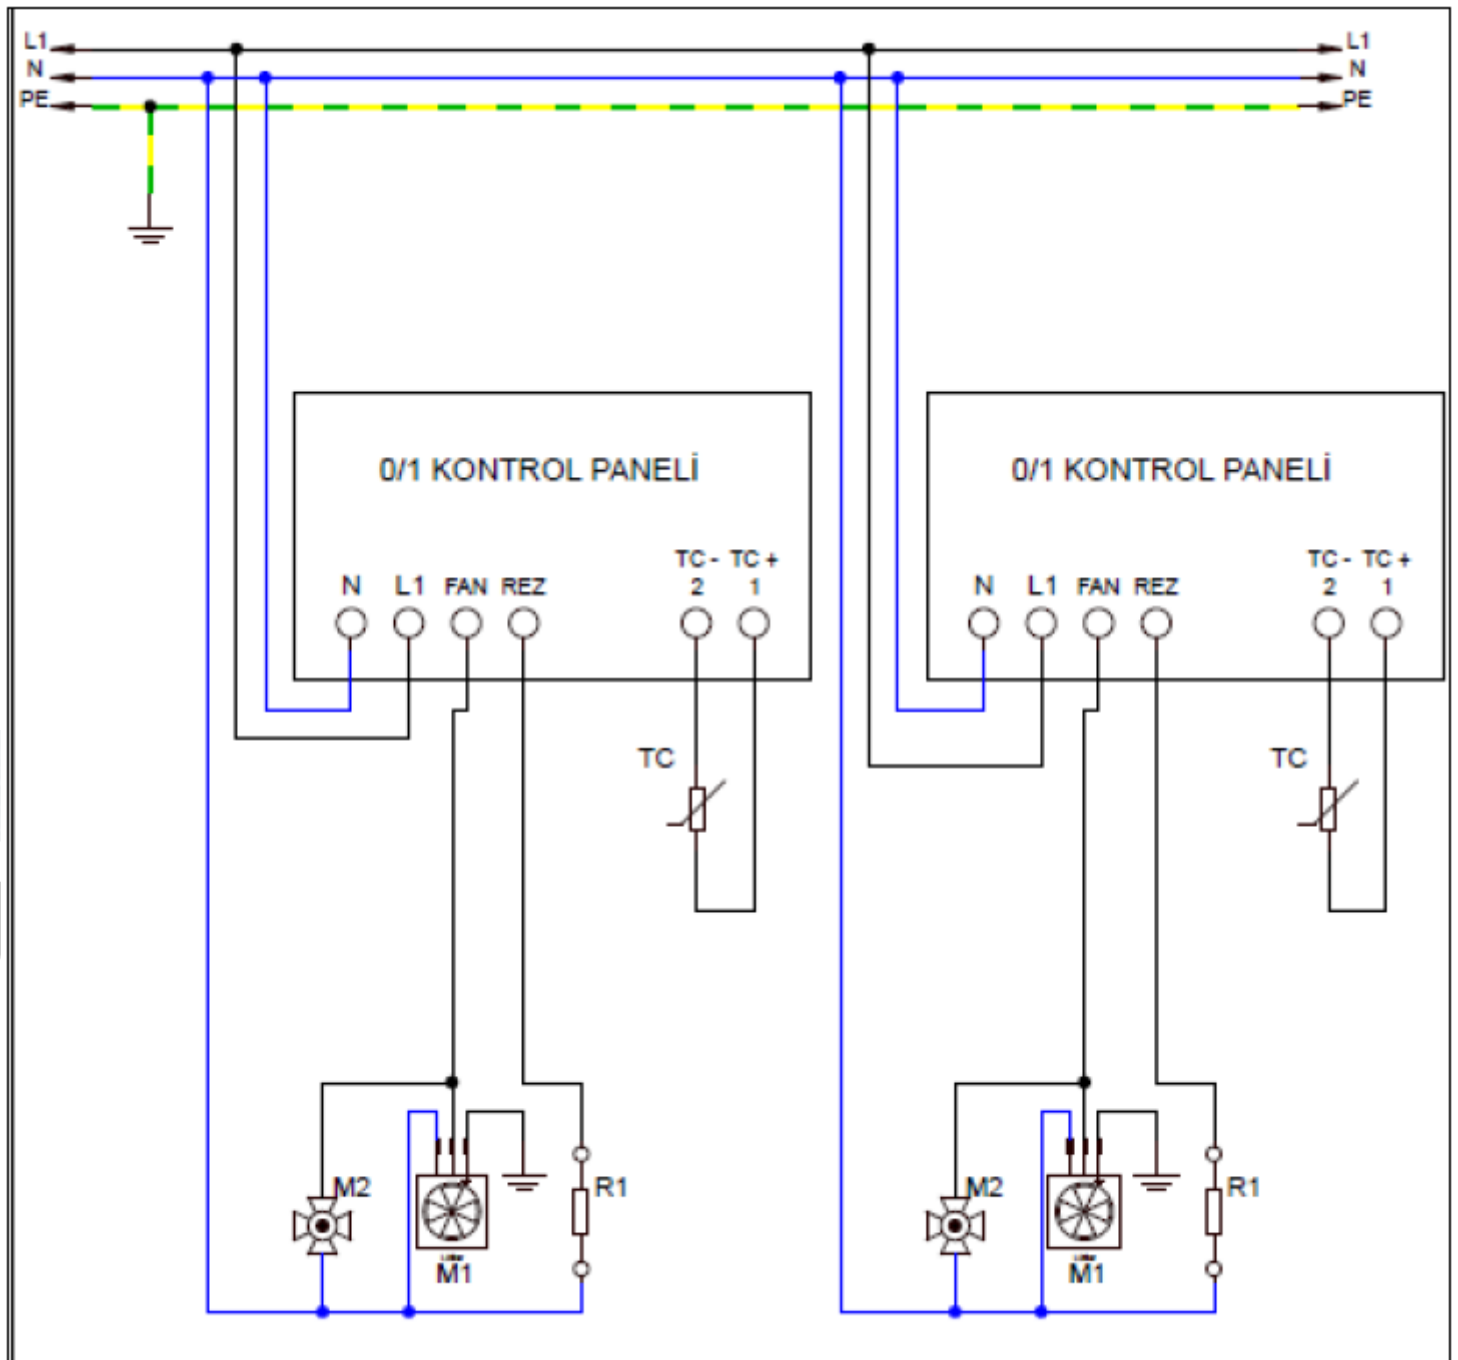 L1 L1
N N
PE PE
0/1 KONTROL PANELİ 0/1 KONTROL PANELİ
TC - TC + TC - TC +
N L1 FAN REZ 2 1 N L1 FAN REZ 2 1
TC TC
M2 R1 M2 R1
M1 M1